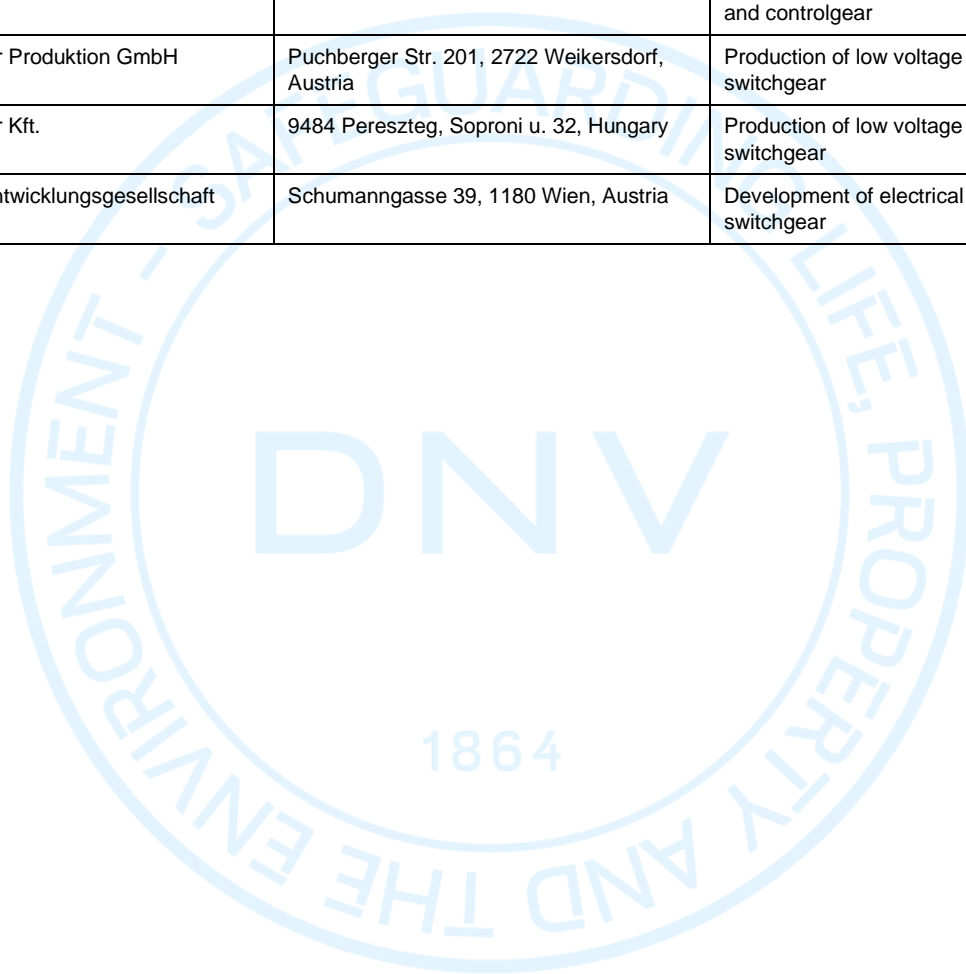 and controlgear
r Produktion GmbH
Puchberger Str. 201, 2722 Weikersdorf,
Austria
Production of low voltage
switchgear
r Kft.
9484 Pereszteg, Soproni u. 32, Hungary
Production of low voltage
switchgear
ntwicklungsgesellschaft
Schumanngasse 39, 1180 Wien, Austria
Development of electrical
switchgear
SAFEGUARDING LIFE, PROPERTY AND THE ENVIRONMENT -
DNV
1864